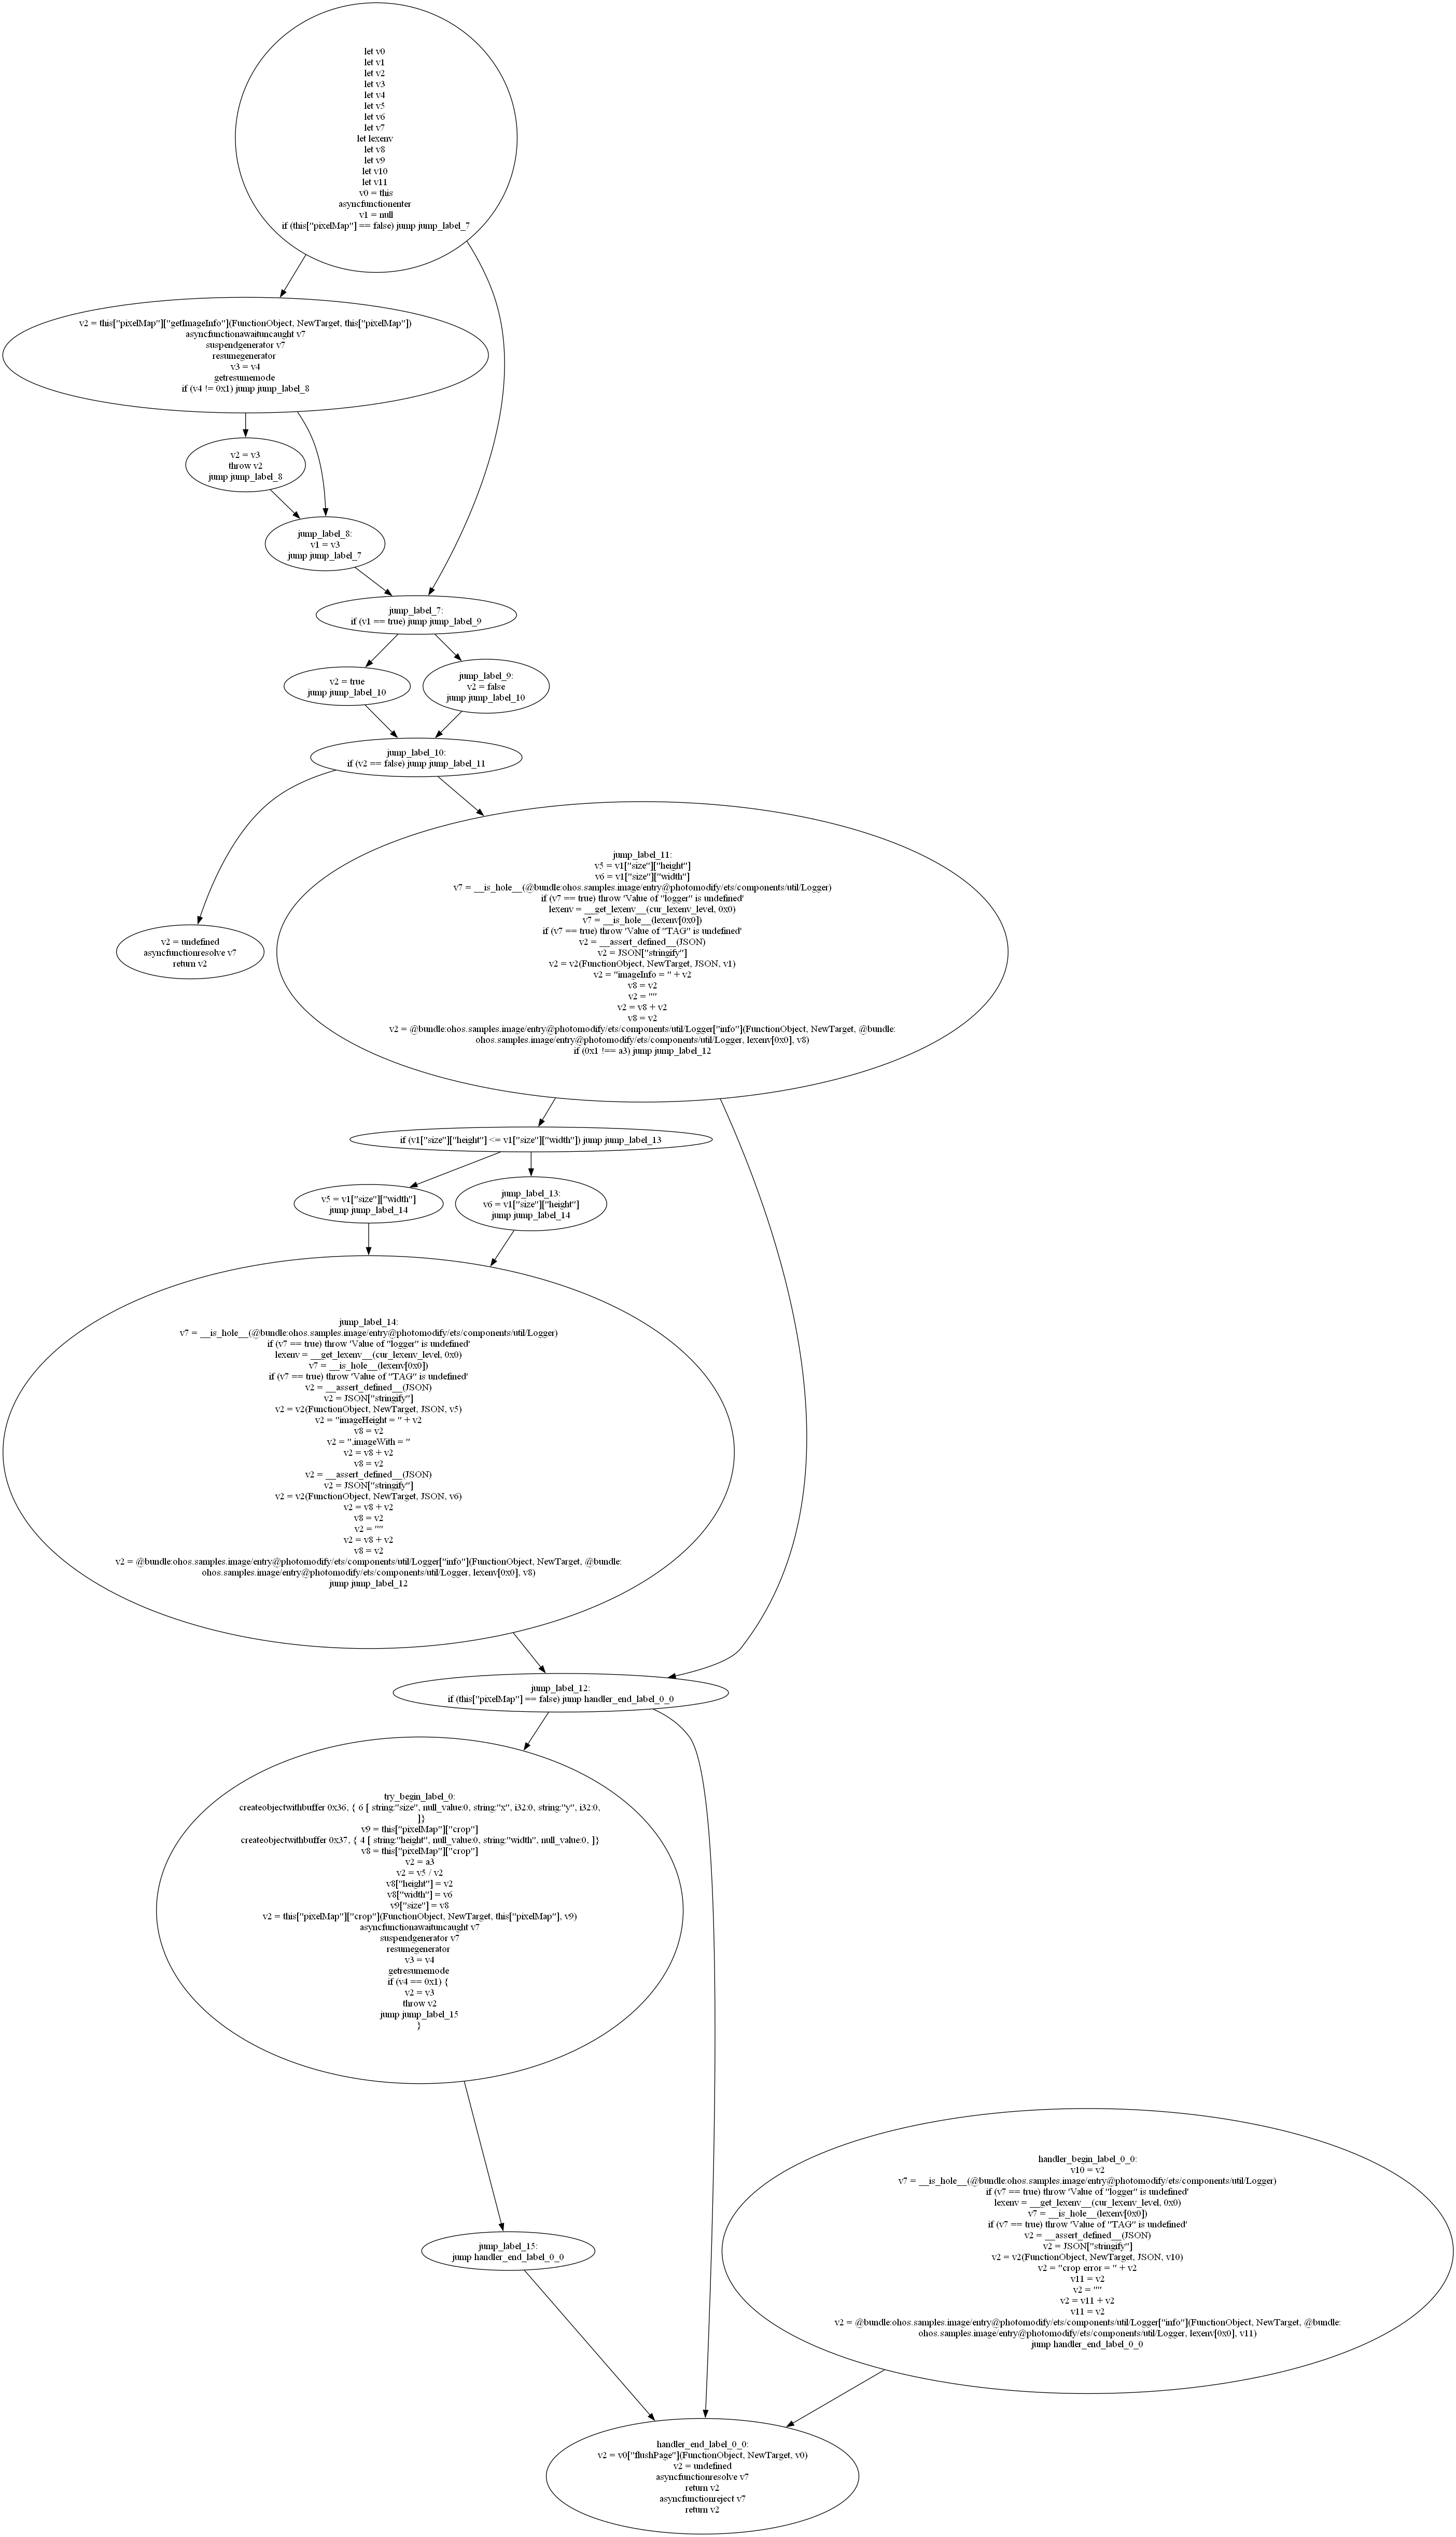 let v0
let v1
let v2
let v3
let v4
let v5
let v6
let v7
let lexenv
let v8
let v9
let v10
let v11
v0 = this
asyncfunctionenter
v1 = null
if (this["pixelMap"] == false) jump jump_label_7
v2 = this["pixelMap"]["getImageInfo"](FunctionObject, NewTarget, this["pixelMap"])
asyncfunctionawaituncaught v7
suspendgenerator v7
resumegenerator
v3 = v4
getresumemode
if (v4 != 0x1) jump jump_label_8
v2 = v3
throw v2
jump jump_label_8
jump_label_8:
v1 = v3
jump jump_label_7
jump_label_7:
if (v1 == true) jump jump_label_9
v2 = true
jump jump_label_10
jump_label_9:
v2 = false
jump jump_label_10
jump_label_10:
if (v2 == false) jump jump_label_11
v2 = undefined
asyncfunctionresolve v7
return v2
jump_label_11:
v5 = v1["size"]["height"]
v6 = v1["size"]["width"]
v7 = __is_hole__(@bundle:ohos.samples.image/entry@photomodify/ets/components/util/Logger)
if (v7 == true) throw 'Value of "logger" is undefined'
lexenv = __get_lexenv__(cur_lexenv_level, 0x0)
v7 = __is_hole__(lexenv[0x0])
if (v7 == true) throw 'Value of "TAG" is undefined'
v2 = __assert_defined__(JSON)
v2 = JSON["stringify"]
v2 = v2(FunctionObject, NewTarget, JSON, v1)
v2 = "imageInfo = " + v2
v8 = v2
v2 = ""
v2 = v8 + v2
v8 = v2
v2 = @bundle:ohos.samples.image/entry@photomodify/ets/components/util/Logger["info"](FunctionObject, NewTarget, @bundle:
ohos.samples.image/entry@photomodify/ets/components/util/Logger, lexenv[0x0], v8)
if (0x1 !== a3) jump jump_label_12
if (v1["size"]["height"] <= v1["size"]["width"]) jump jump_label_13
v5 = v1["size"]["width"]
jump jump_label_14
jump_label_13:
v6 = v1["size"]["height"]
jump jump_label_14
jump_label_14:
v7 = __is_hole__(@bundle:ohos.samples.image/entry@photomodify/ets/components/util/Logger)
if (v7 == true) throw 'Value of "logger" is undefined'
lexenv = __get_lexenv__(cur_lexenv_level, 0x0)
v7 = __is_hole__(lexenv[0x0])
if (v7 == true) throw 'Value of "TAG" is undefined'
v2 = __assert_defined__(JSON)
v2 = JSON["stringify"]
v2 = v2(FunctionObject, NewTarget, JSON, v5)
v2 = "imageHeight = " + v2
v8 = v2
v2 = ",imageWith = "
v2 = v8 + v2
v8 = v2
v2 = __assert_defined__(JSON)
v2 = JSON["stringify"]
v2 = v2(FunctionObject, NewTarget, JSON, v6)
v2 = v8 + v2
v8 = v2
v2 = ""
v2 = v8 + v2
v8 = v2
v2 = @bundle:ohos.samples.image/entry@photomodify/ets/components/util/Logger["info"](FunctionObject, NewTarget, @bundle:
ohos.samples.image/entry@photomodify/ets/components/util/Logger, lexenv[0x0], v8)
jump jump_label_12
jump_label_12:
if (this["pixelMap"] == false) jump handler_end_label_0_0
try_begin_label_0:
createobjectwithbuffer 0x36, { 6 [ string:"size", null_value:0, string:"x", i32:0, string:"y", i32:0,
]}
v9 = this["pixelMap"]["crop"]
createobjectwithbuffer 0x37, { 4 [ string:"height", null_value:0, string:"width", null_value:0, ]}
v8 = this["pixelMap"]["crop"]
v2 = a3
v2 = v5 / v2
v8["height"] = v2
v8["width"] = v6
v9["size"] = v8
v2 = this["pixelMap"]["crop"](FunctionObject, NewTarget, this["pixelMap"], v9)
asyncfunctionawaituncaught v7
suspendgenerator v7
resumegenerator
v3 = v4
getresumemode
if (v4 == 0x1) {
v2 = v3
throw v2
jump jump_label_15
}
handler_begin_label_0_0:
v10 = v2
v7 = __is_hole__(@bundle:ohos.samples.image/entry@photomodify/ets/components/util/Logger)
if (v7 == true) throw 'Value of "logger" is undefined'
lexenv = __get_lexenv__(cur_lexenv_level, 0x0)
v7 = __is_hole__(lexenv[0x0])
if (v7 == true) throw 'Value of "TAG" is undefined'
v2 = __assert_defined__(JSON)
v2 = JSON["stringify"]
v2 = v2(FunctionObject, NewTarget, JSON, v10)
v2 = "crop error = " + v2
v11 = v2
v2 = ""
v2 = v11 + v2
v11 = v2
v2 = @bundle:ohos.samples.image/entry@photomodify/ets/components/util/Logger["info"](FunctionObject, NewTarget, @bundle:
ohos.samples.image/entry@photomodify/ets/components/util/Logger, lexenv[0x0], v11)
jump handler_end_label_0_0
jump_label_15:
jump handler_end_label_0_0
handler_end_label_0_0:
v2 = v0["flushPage"](FunctionObject, NewTarget, v0)
v2 = undefined
asyncfunctionresolve v7
return v2
asyncfunctionreject v7
return v2